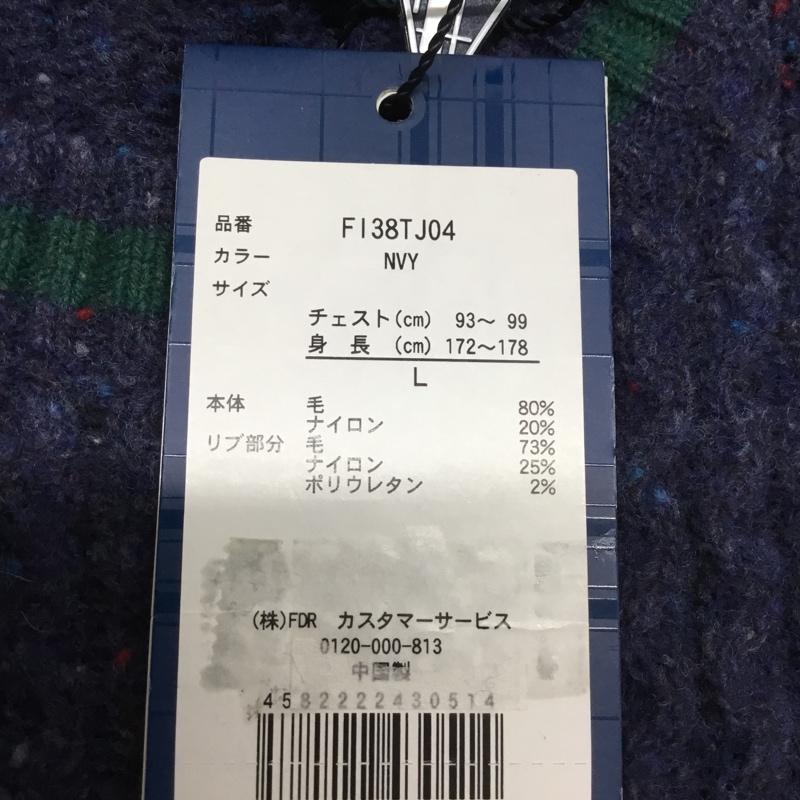 品番 FI38TJ04
カラー NVY
サイズ
チェスト(cm) 93〜 99
身 長 (cm) 172〜178
L
本体 毛 80%
ナイロン 20%
リブ部分 毛 73%
ナイロン 25%
ポリウレタン 2%
(株)FDR カスタマーサービス
0120-000-813
中国製
4582222430514